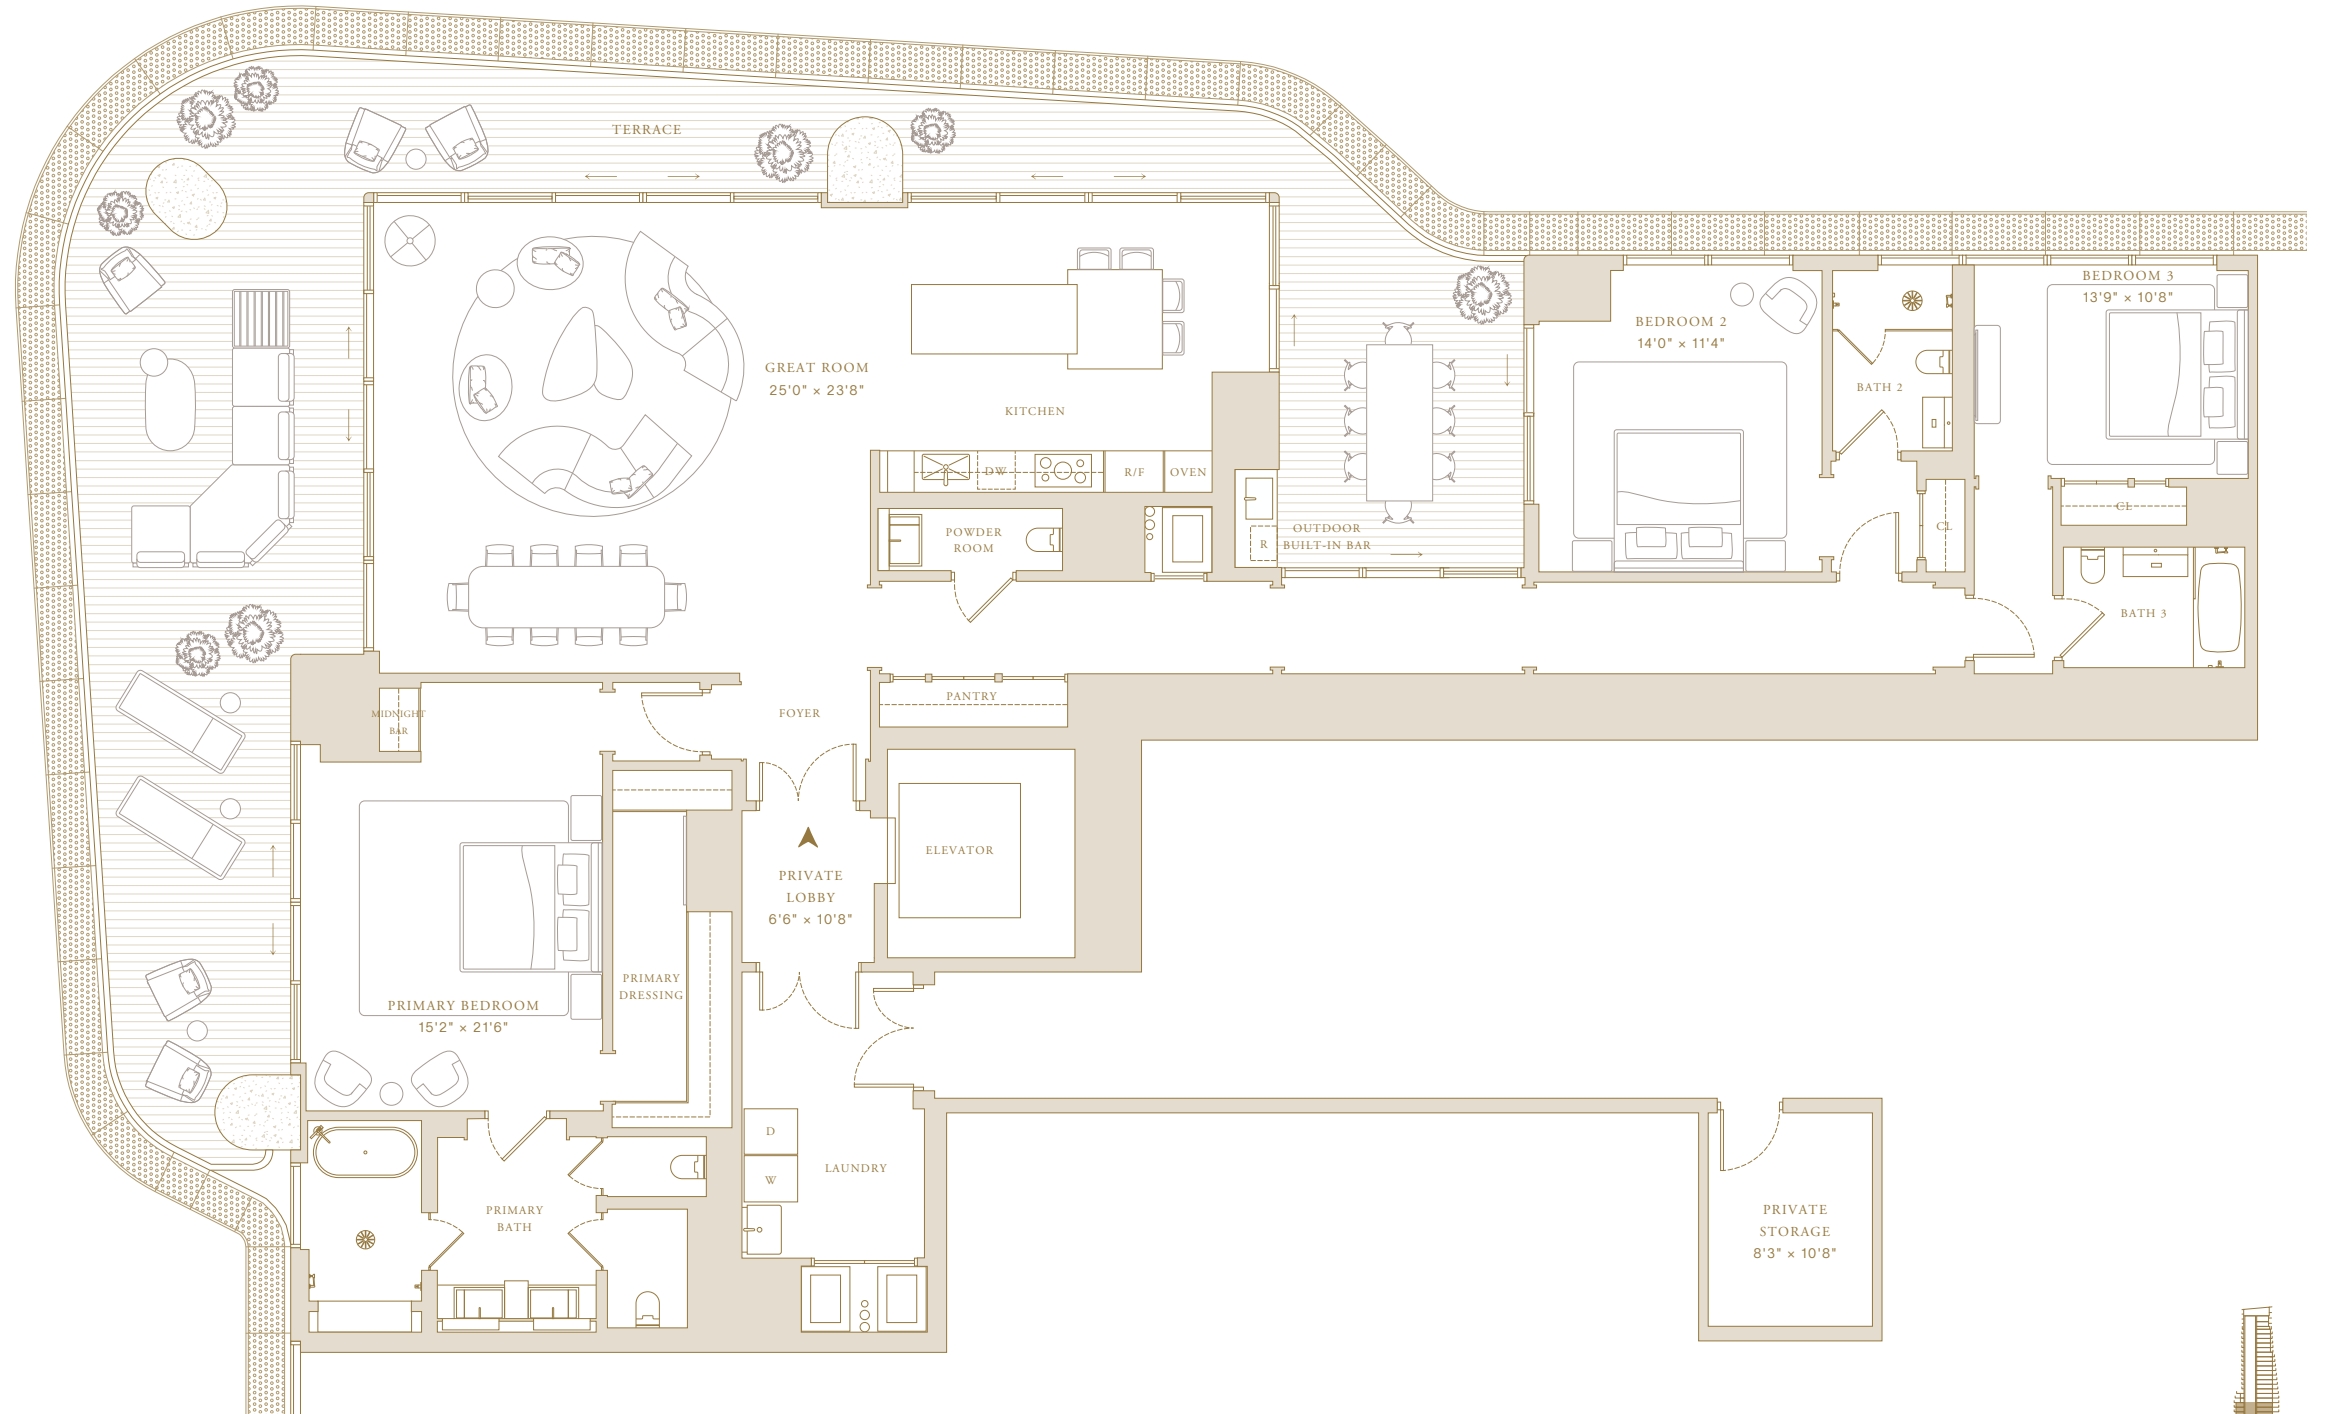 TERRACE
BEDROOM 3
13'9" × 10'8"
BEDROOM 2
14'0" × 11'4"
GREAT ROOM
25'0" × 23'8"
BATH 2
KITCHEN
DW
R/F
OVEN
CL
CL
OUTDOOR
BUILT-IN BAR
R
POWDER
ROOM
BATH 3
PANTRY
MIDNIGHT
BAR
FOYER
ELEVATOR
PRIVATE
LOBBY
6'6" × 10'8"
PRIMARY
DRESSING
PRIMARY BEDROOM
15'2" × 21'6"
D
W
LAUNDRY
PRIMARY
BATH
PRIVATE
STORAGE
8'3" × 10'8"